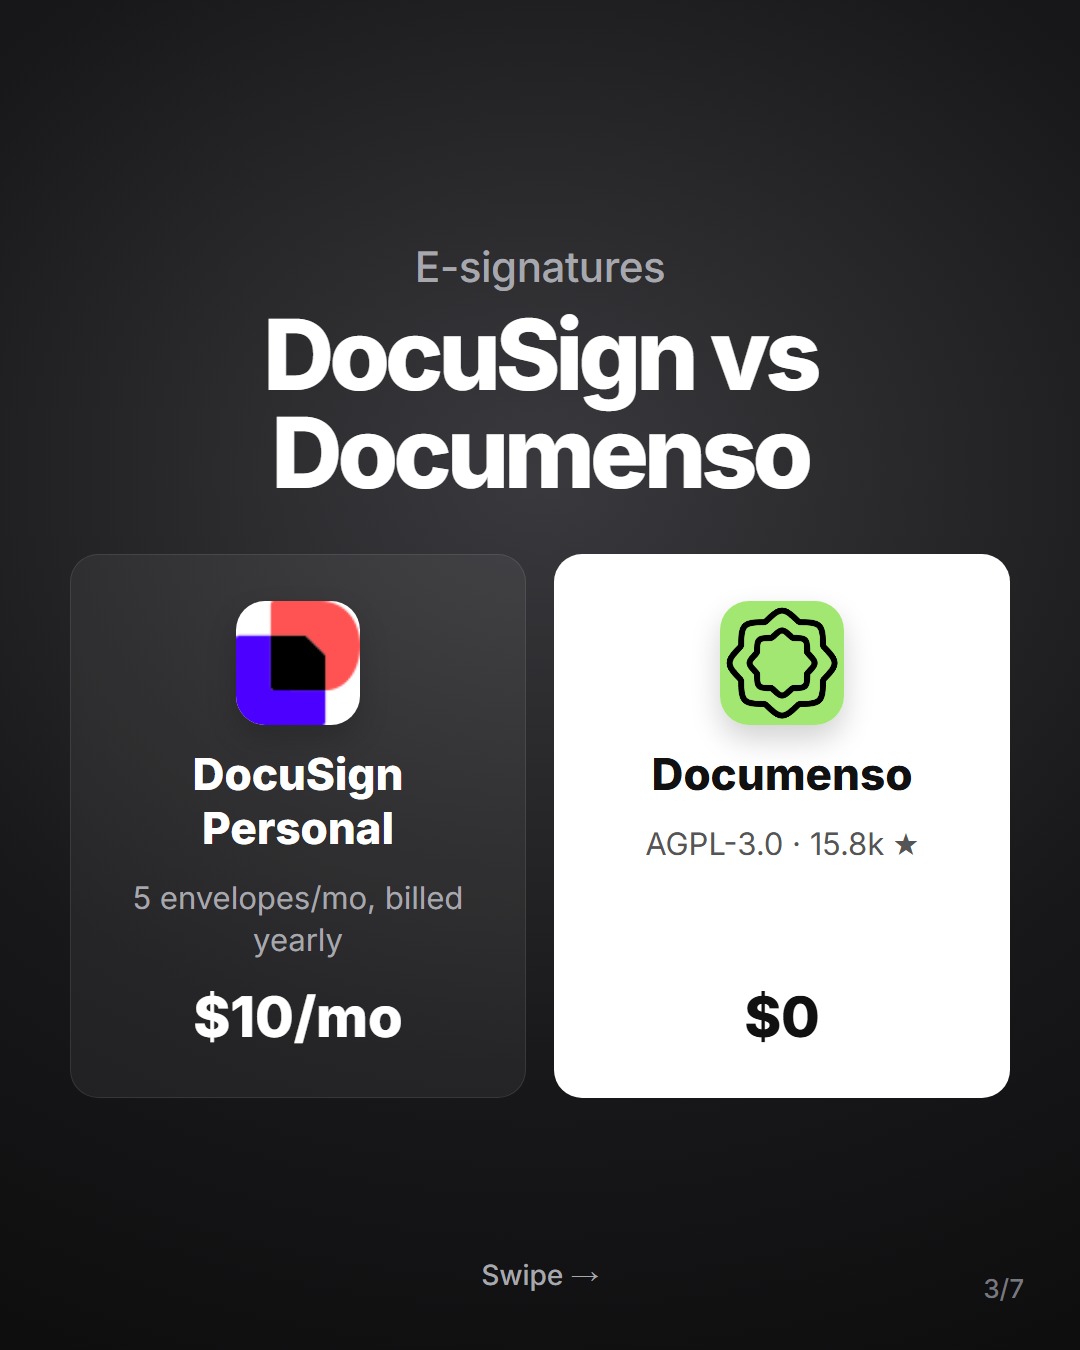 E-signatures
DocuSign vs
Documenso
DocuSign
Personal
5 envelopes/mo, billed
yearly
$10/mo
Documenso
AGPL-3.0 · 15.8k ★
$0
Swipe →
3/7